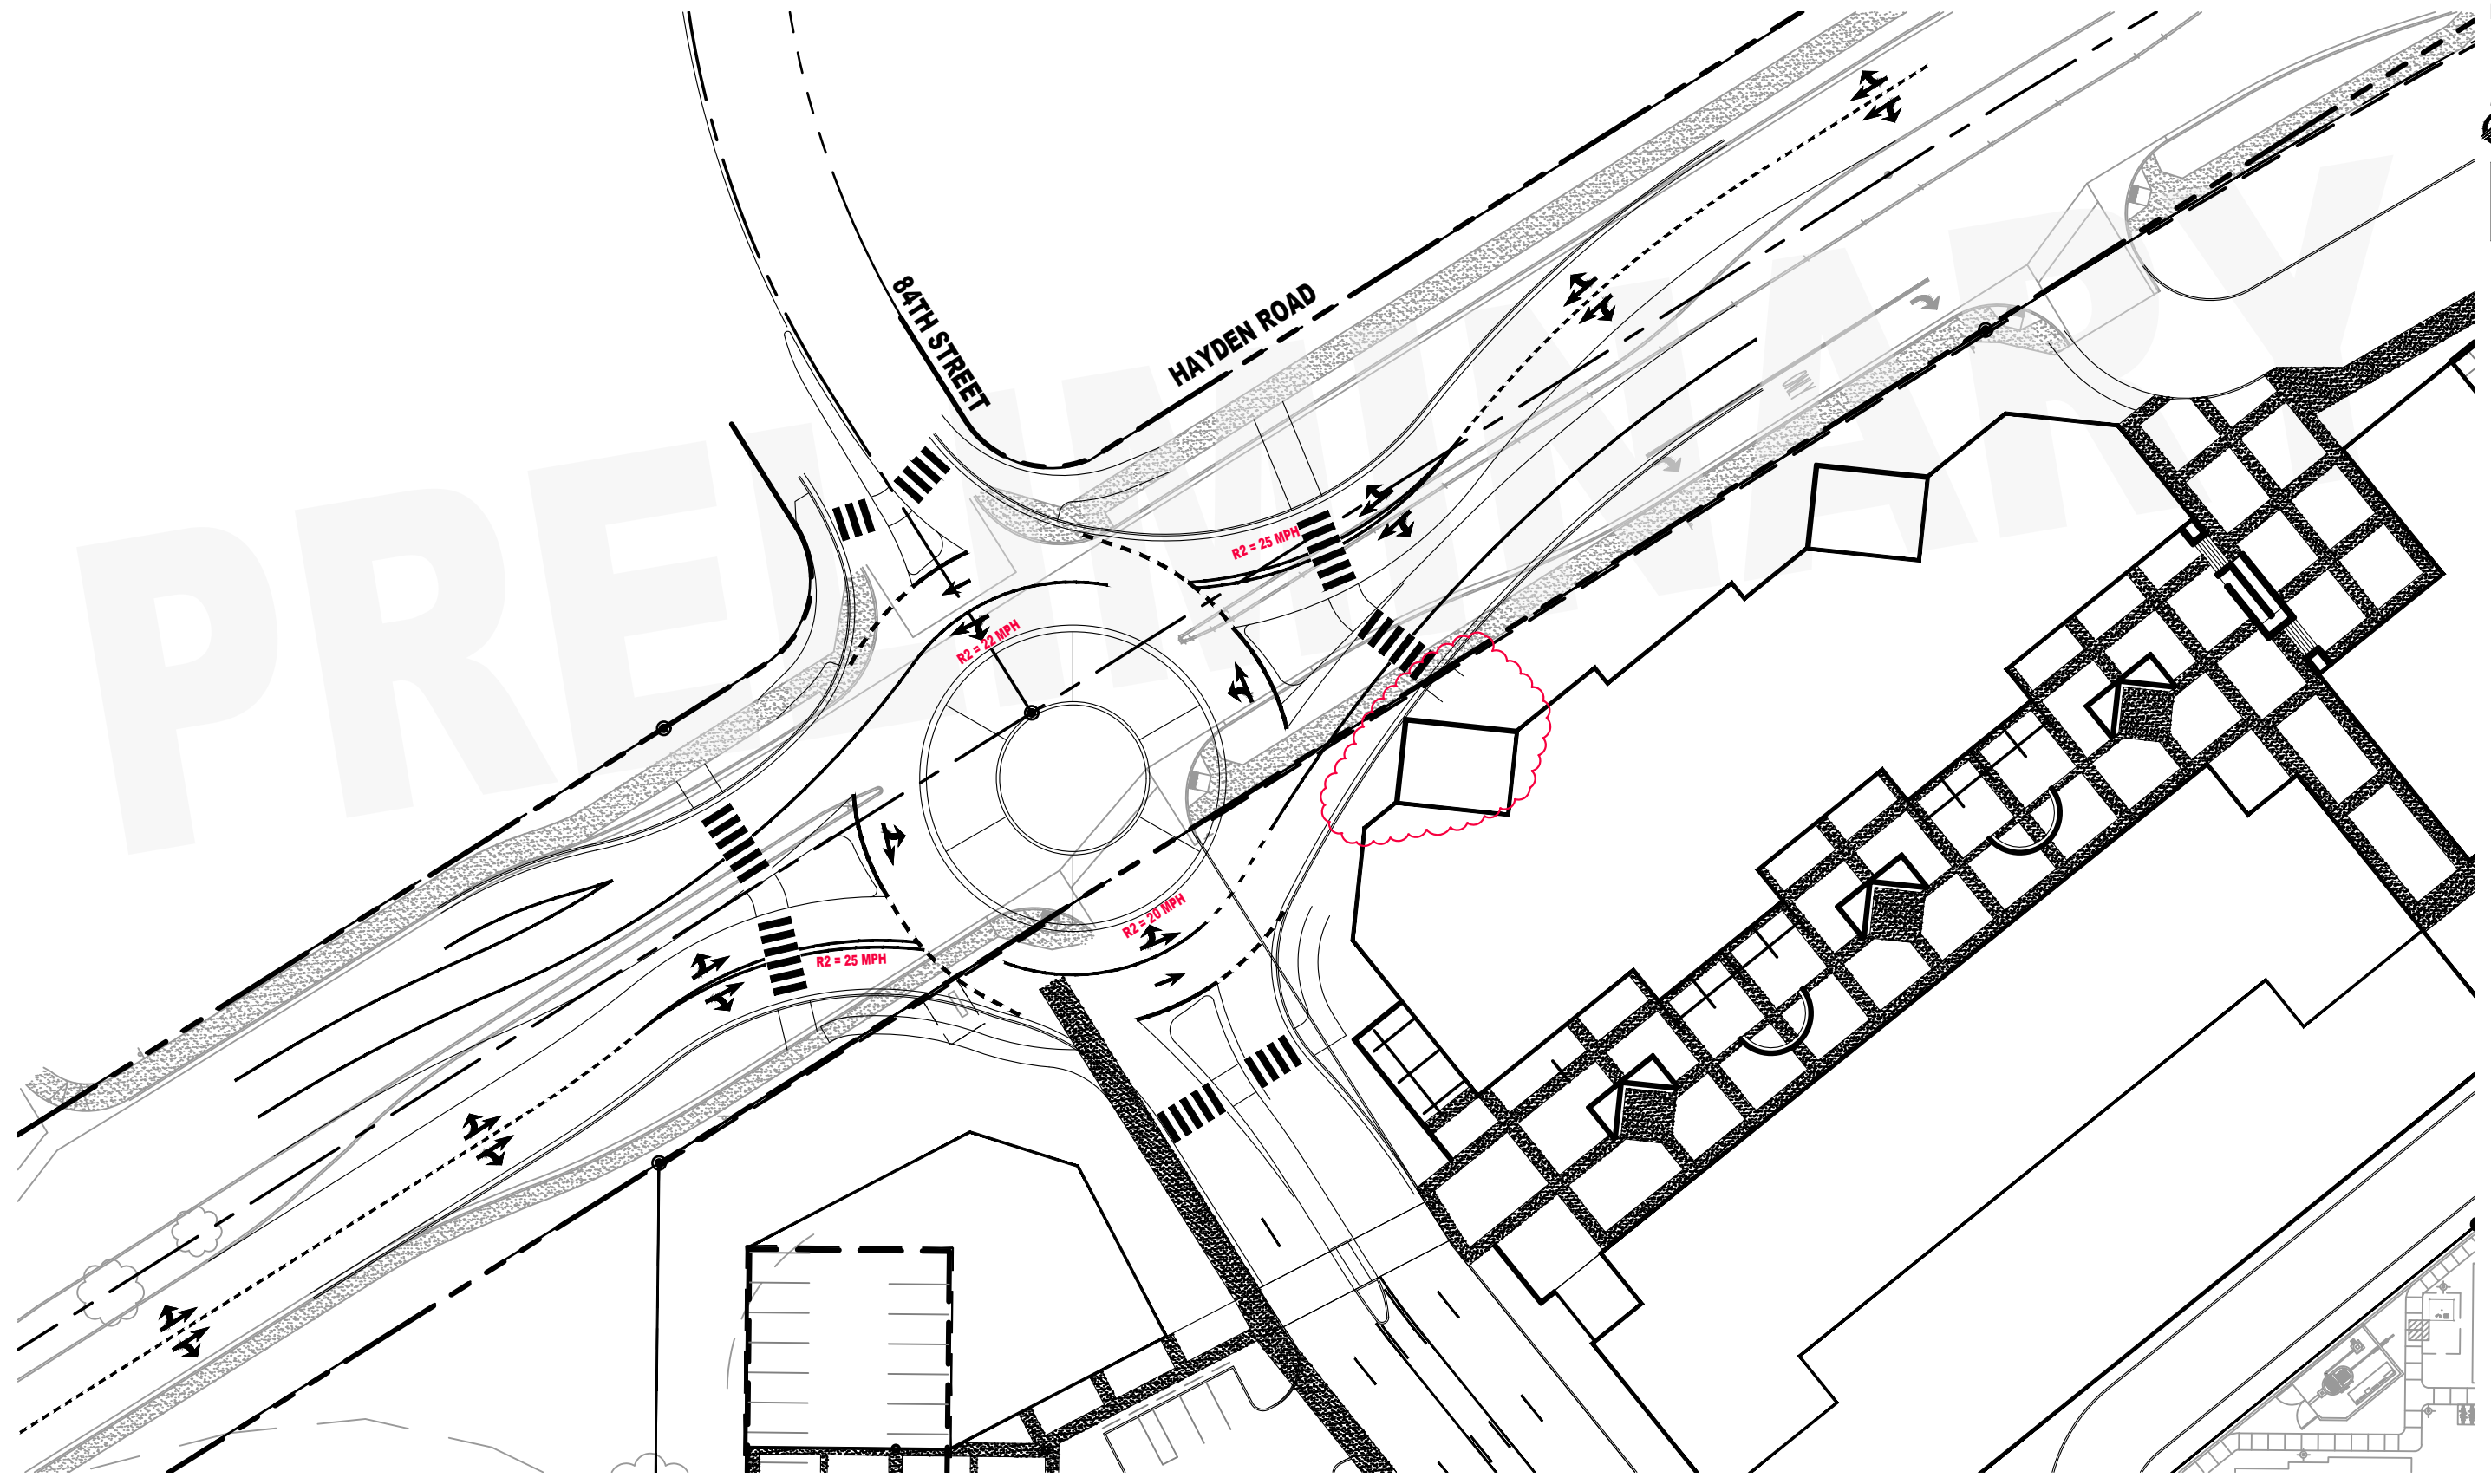 84TH STREET
HAYDEN ROAD
PRELIMINARY
R2 = 25 MPH
R2 = 22 MPH
R2 = 20 MPH
R2 = 25 MPH